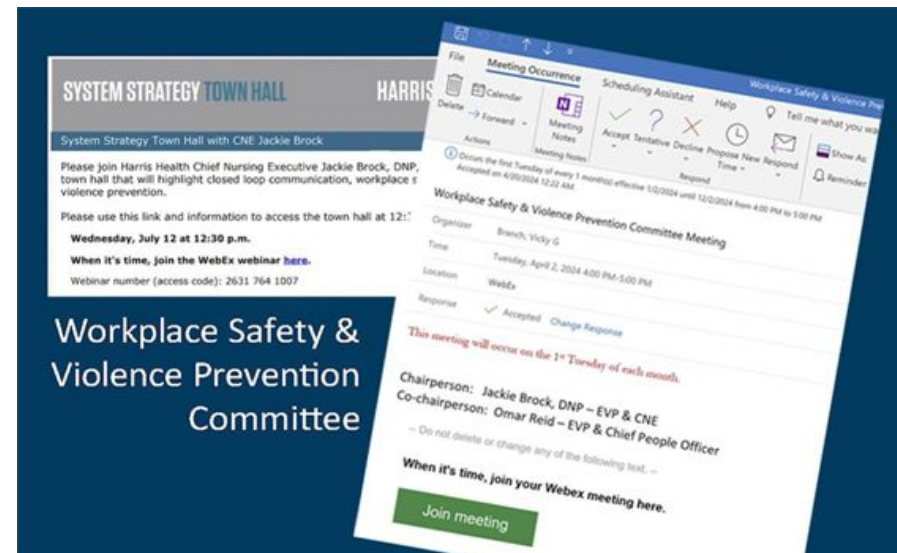 SYSTEM STRATEGY TOWN HALL
HARRIS
System Strategy Town Hall with CNE Jackie Brock
Please join Harris Health Chief Nursing Executive Jackie Brock, DNP,
town hall that will highlight closed loop communication, workplace s
violence prevention.
Please use this link and information to access the town hall at 12:
Wednesday, July 12 at 12:30 p.m.
When it's time, join the WebEx webinar here.
Webinar number (access code): 2631 764 1007
Workplace Safety &
Violence Prevention
Committee
Workplace Safety & Violence Pre
File
Meeting Occurrence
Scheduling Assistant
Help
Tell me what you wa
Delete
Calendar
Forward
Actions
Meeting
Notes
Meeting Notes
Accept
Tentative
Decline
Propose New
Time
Respond
Respond
Show As
Reminder
Occurs the first Tuesday of every 1 month(s) effective 1/2/2024 until 12/2/2024 from 4:00 PM to 5:00 PM
Accepted on 4/20/2024 12:22 AM.
Workplace Safety & Violence Prevention Committee Meeting
Organizer Branch, Vicky G
Time Tuesday, April 2, 2024 4:00 PM-5:00 PM
Location WebEx
Response Accepted Change Response
This meeting will occur on the 1st Tuesday of each month.
Chairperson: Jackie Brock, DNP – EVP & CNE
Co-chairperson: Omar Reid – EVP & Chief People Officer
-- Do not delete or change any of the following text. --
When it's time, join your Webex meeting here.
Join meeting